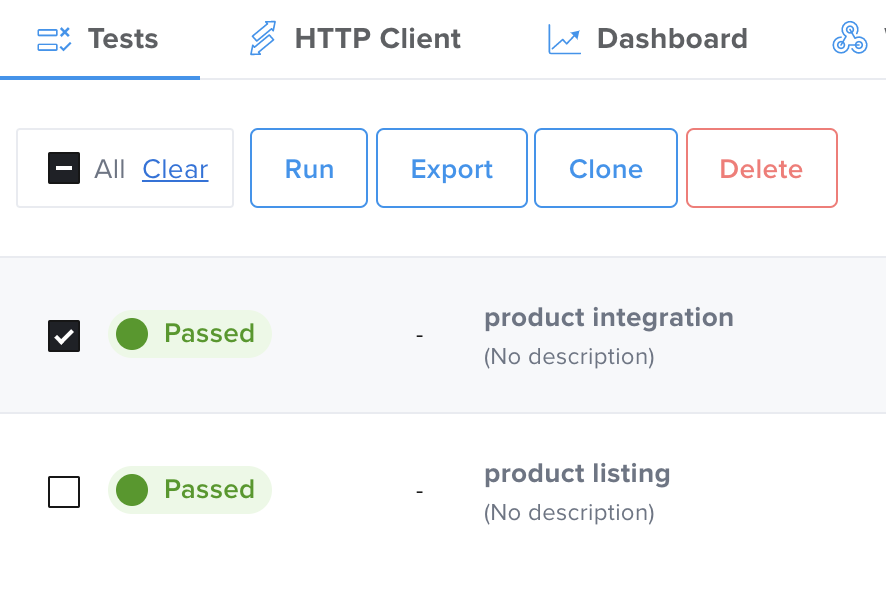 Tests HTTP Client Dashboard
All Clear Run Export Clone Delete
Passed - product integration
(No description)
Passed - product listing
(No description)